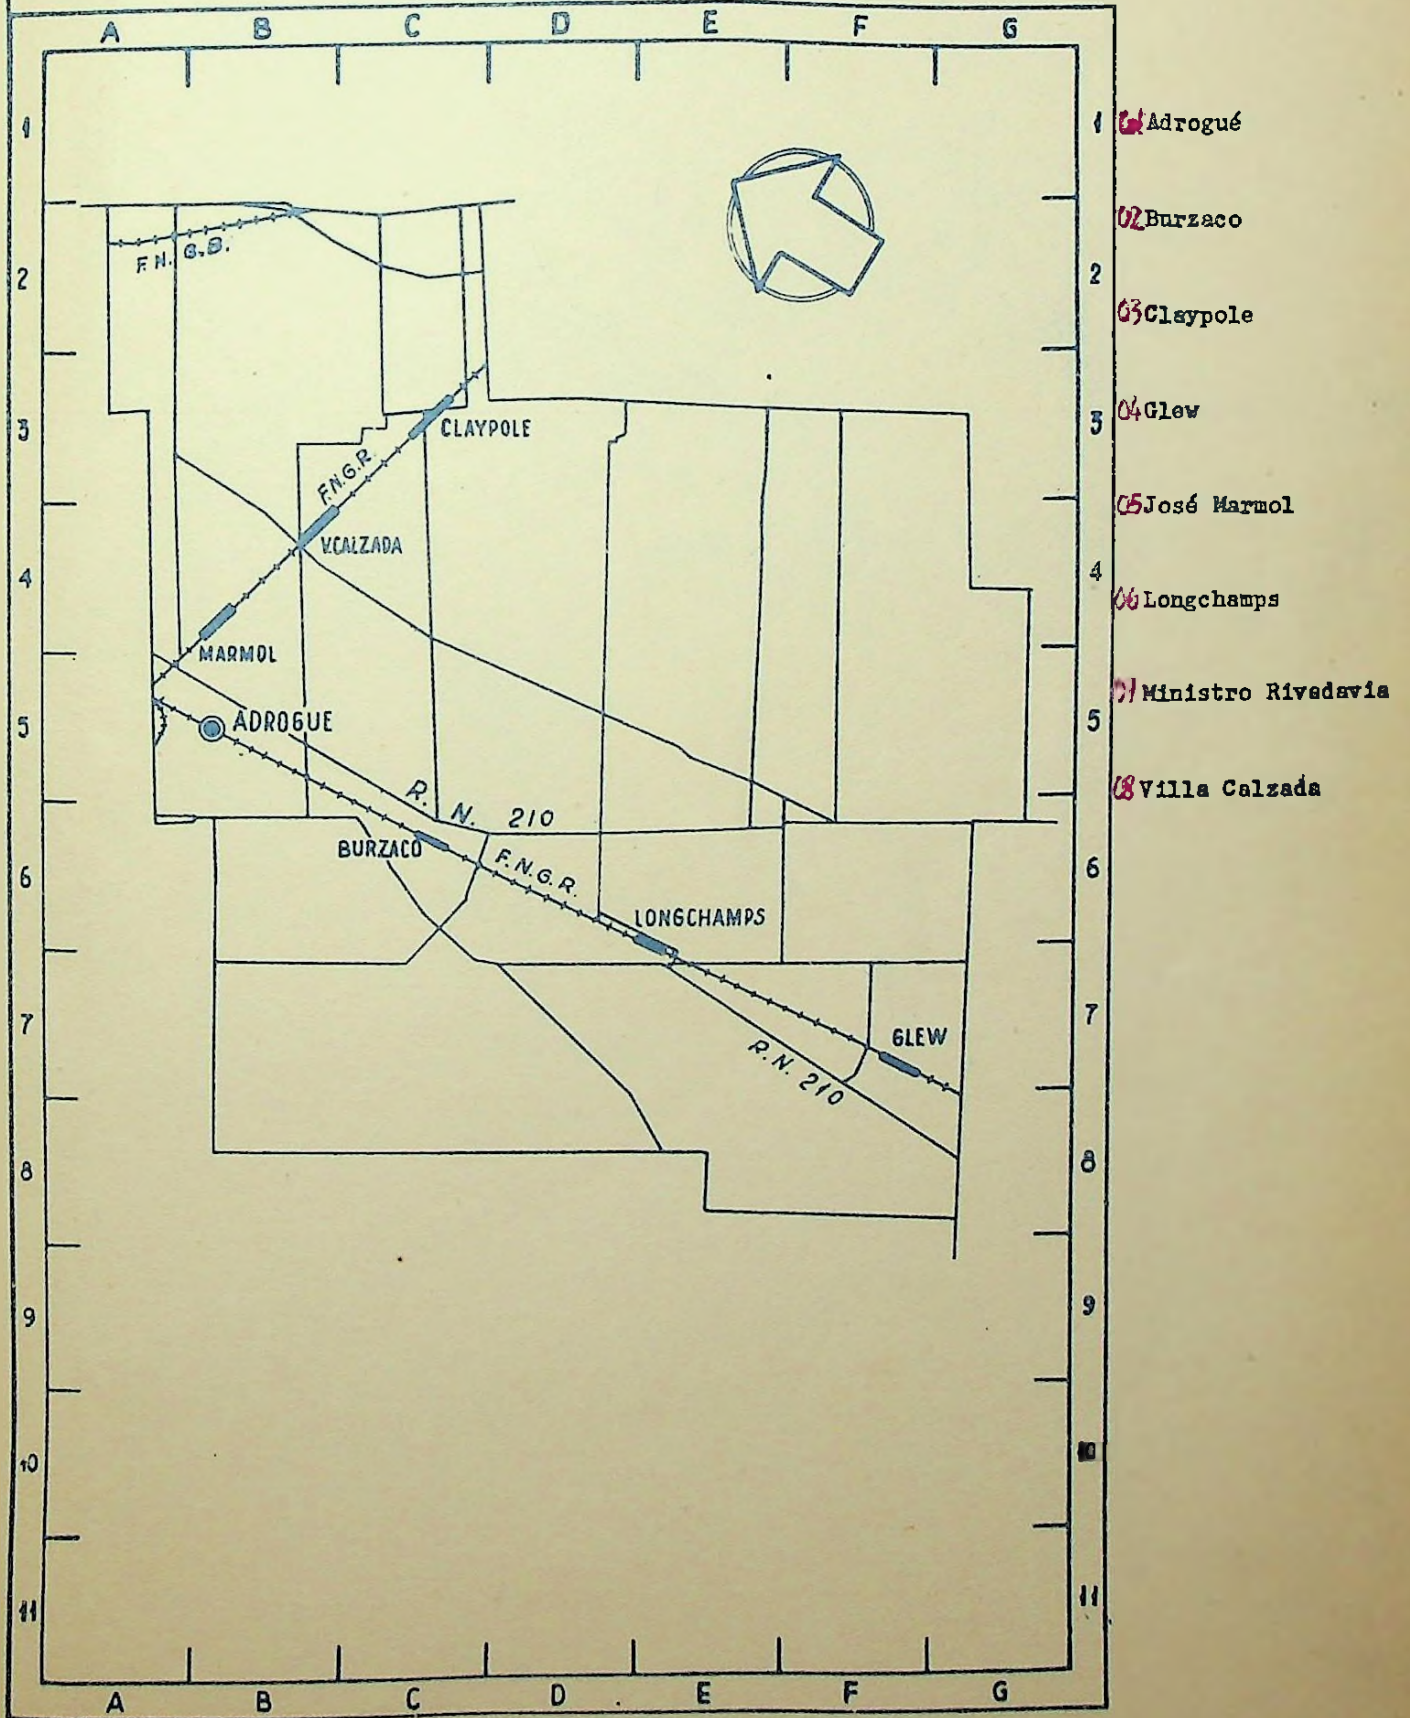 A B C D E F G
1 1
01 Adrogué
02 Burzaco
F.N. G.B.
2 2
03 Claypole
04 Glew
3 3
CLAYPOLE
F.N.G.R.
05 José Marmol
V.CALZADA
4 4
06 Longchamps
MARMOL
Ministro Rivadavia
5 5
ADROGUE
08 Villa Calzada
R. N. 210
BURZACO
F.N.G.R.
6 6
LONGCHAMPS
7 7
GLEW
R.N. 210
8 8
9 9
10 10
11 11
A B C D E F G